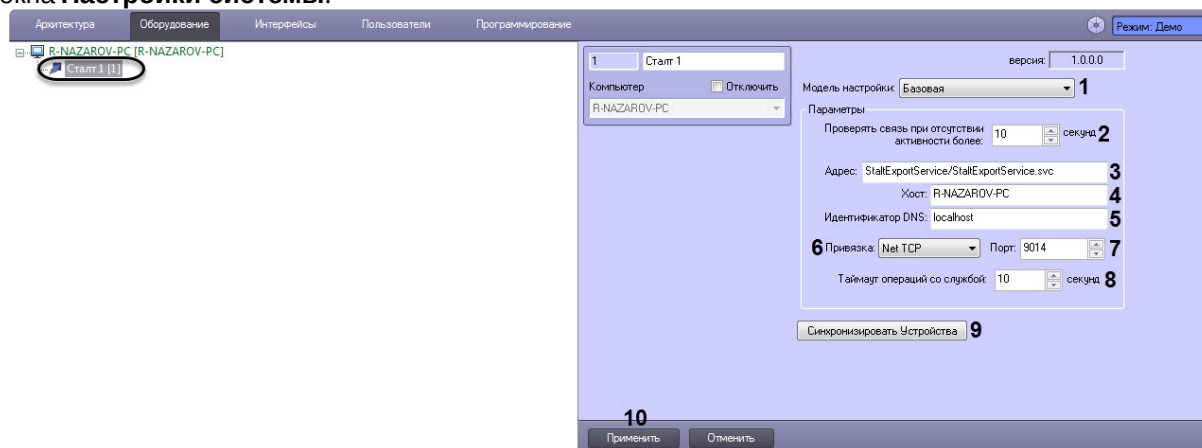 окна Настройки системы.
Архитектура Оборудование Интерфейсы Пользователи Программирование Режим: Демо
R-NAZAROV-PC [R-NAZAROV-PC]
Сталт 1 [1]
1 Сталт 1
Компьютер Отключить
R-NAZAROV-PC
версия: 1.0.0.0
Модель настройки: Базовая 1
Параметры
Проверять связь при отсутствии
активности более: 10 секунд 2
Адрес: StaltExportService/StaltExportService.svc 3
Хост: R-NAZAROV-PC 4
Идентификатор DNS: localhost 5
6 Привязка: Net TCP Порт: 9014 7
Таймаут операций со службой: 10 секунд 8
Синхронизировать Устройства 9
10
Применить Отменить